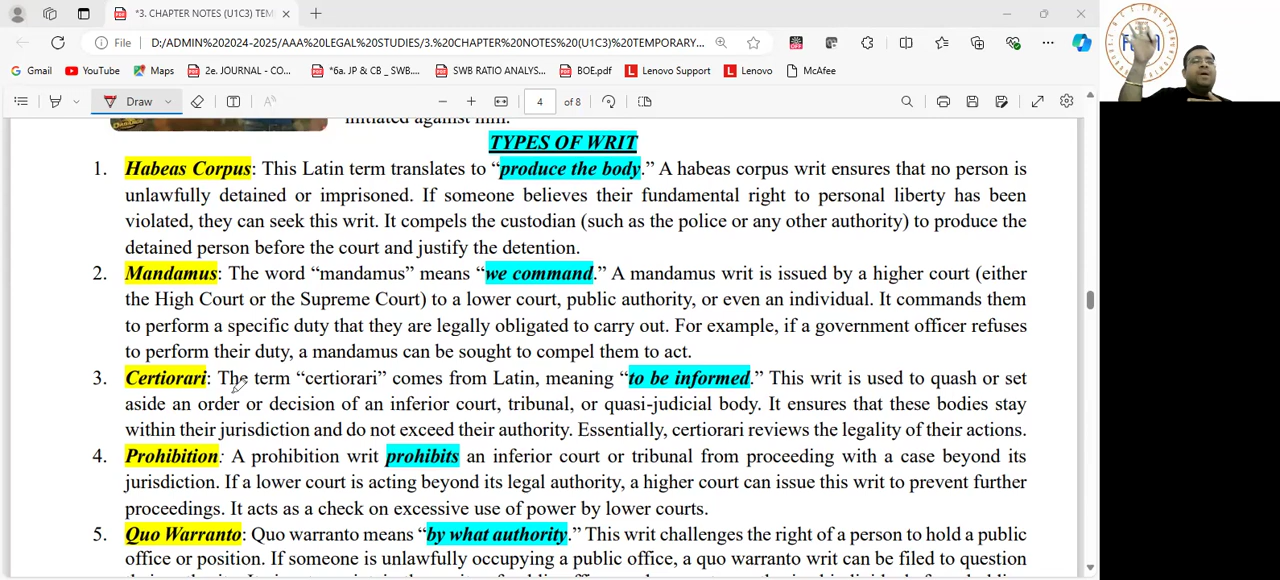 *3. CHAPTER NOTES (U1C3) TEM
File
D:/ADMIN%202024-2025/AAA%20LEGAL%20STUDIES/3.%20CHAPTER%20NOTES%20(U1C3)%20TEMPORARY...
Gmail YouTube Maps 2e. JOURNAL - CO... *6a. JP & CB _ SWB.... SWB RATIO ANALYS... BOE.pdf Lenovo Support Lenovo McAfee
Draw 4 of 8
initiated against him.
TYPES OF WRIT
1. Habeas Corpus: This Latin term translates to “produce the body.” A habeas corpus writ ensures that no person is
unlawfully detained or imprisoned. If someone believes their fundamental right to personal liberty has been
violated, they can seek this writ. It compels the custodian (such as the police or any other authority) to produce the
detained person before the court and justify the detention.
2. Mandamus: The word “mandamus” means “we command.” A mandamus writ is issued by a higher court (either
the High Court or the Supreme Court) to a lower court, public authority, or even an individual. It commands them
to perform a specific duty that they are legally obligated to carry out. For example, if a government officer refuses
to perform their duty, a mandamus can be sought to compel them to act.
3. Certiorari: The term “certiorari” comes from Latin, meaning “to be informed.” This writ is used to quash or set
aside an order or decision of an inferior court, tribunal, or quasi-judicial body. It ensures that these bodies stay
within their jurisdiction and do not exceed their authority. Essentially, certiorari reviews the legality of their actions.
4. Prohibition: A prohibition writ prohibits an inferior court or tribunal from proceeding with a case beyond its
jurisdiction. If a lower court is acting beyond its legal authority, a higher court can issue this writ to prevent further
proceedings. It acts as a check on excessive use of power by lower courts.
5. Quo Warranto: Quo warranto means “by what authority.” This writ challenges the right of a person to hold a public
office or position. If someone is unlawfully occupying a public office, a quo warranto writ can be filed to question